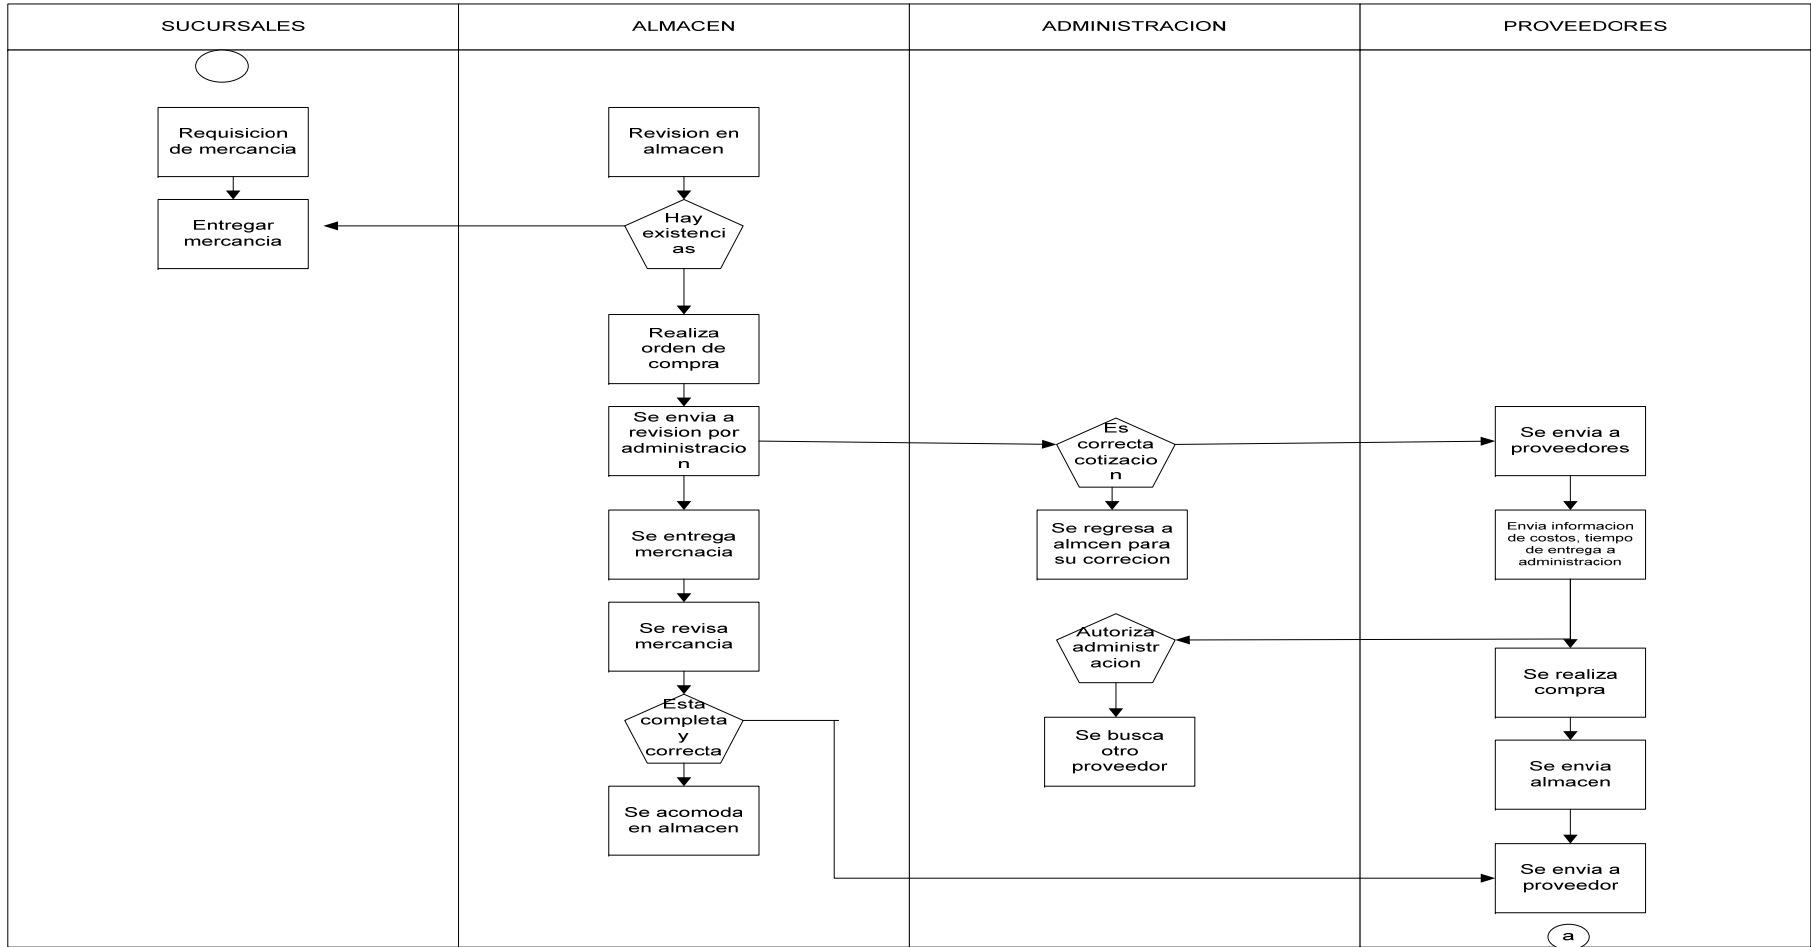 SUCURSALES
ALMACEN
ADMINISTRACION
PROVEEDORES
Requisicion
de mercancia
Revision en
almacen
Entregar
mercancia
Hay
existenci
as
Realiza
orden de
compra
Se envia a
revision por
administracio
n
Es
correcta
cotizacio
n
Se envia a
proveedores
Se entrega
mercnacia
Se regresa a
almcen para
su correcion
Envia informacion
de costos, tiempo
de entrega a
administracion
Se revisa
mercancia
Autoriza
administr
acion
Se realiza
compra
Esta
completa
y
correcta
Se busca
otro
proveedor
Se envia
almacen
Se acomoda
en almacen
Se envia a
proveedor
a